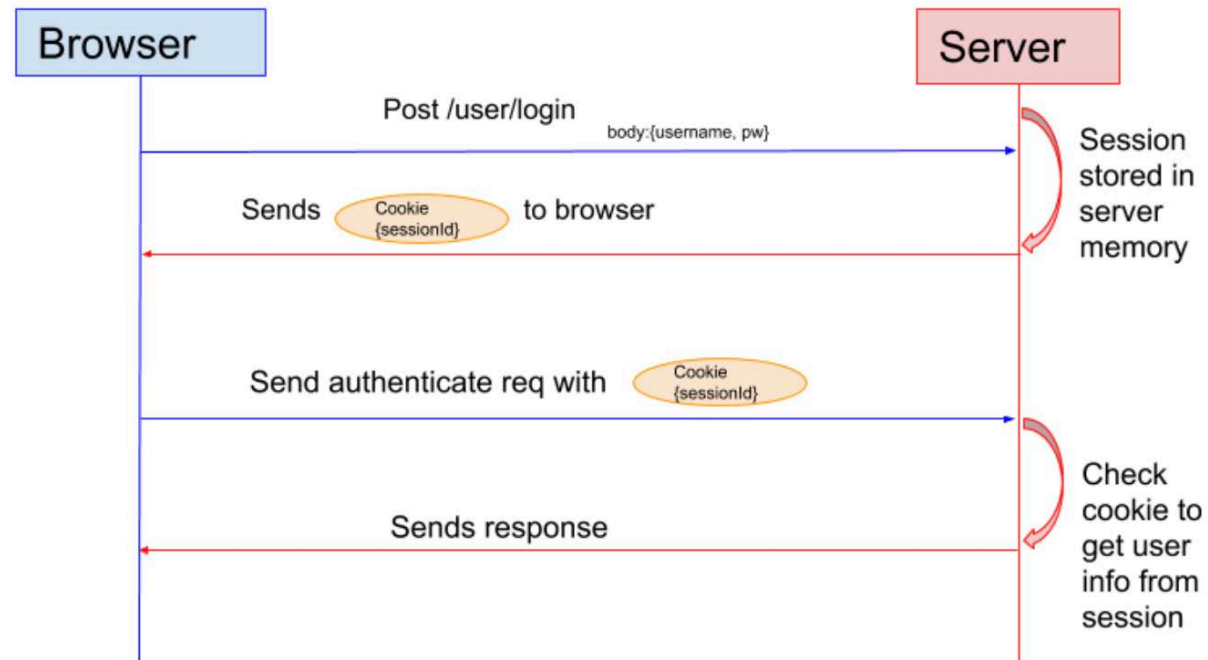 Browser
Server
Post /user/login
body:{username, pw}
Session
stored in
server
memory
Sends
Cookie
{sessionId}
to browser
Send authenticate req with
Cookie
{sessionId}
Check
cookie to
get user
info from
session
Sends response